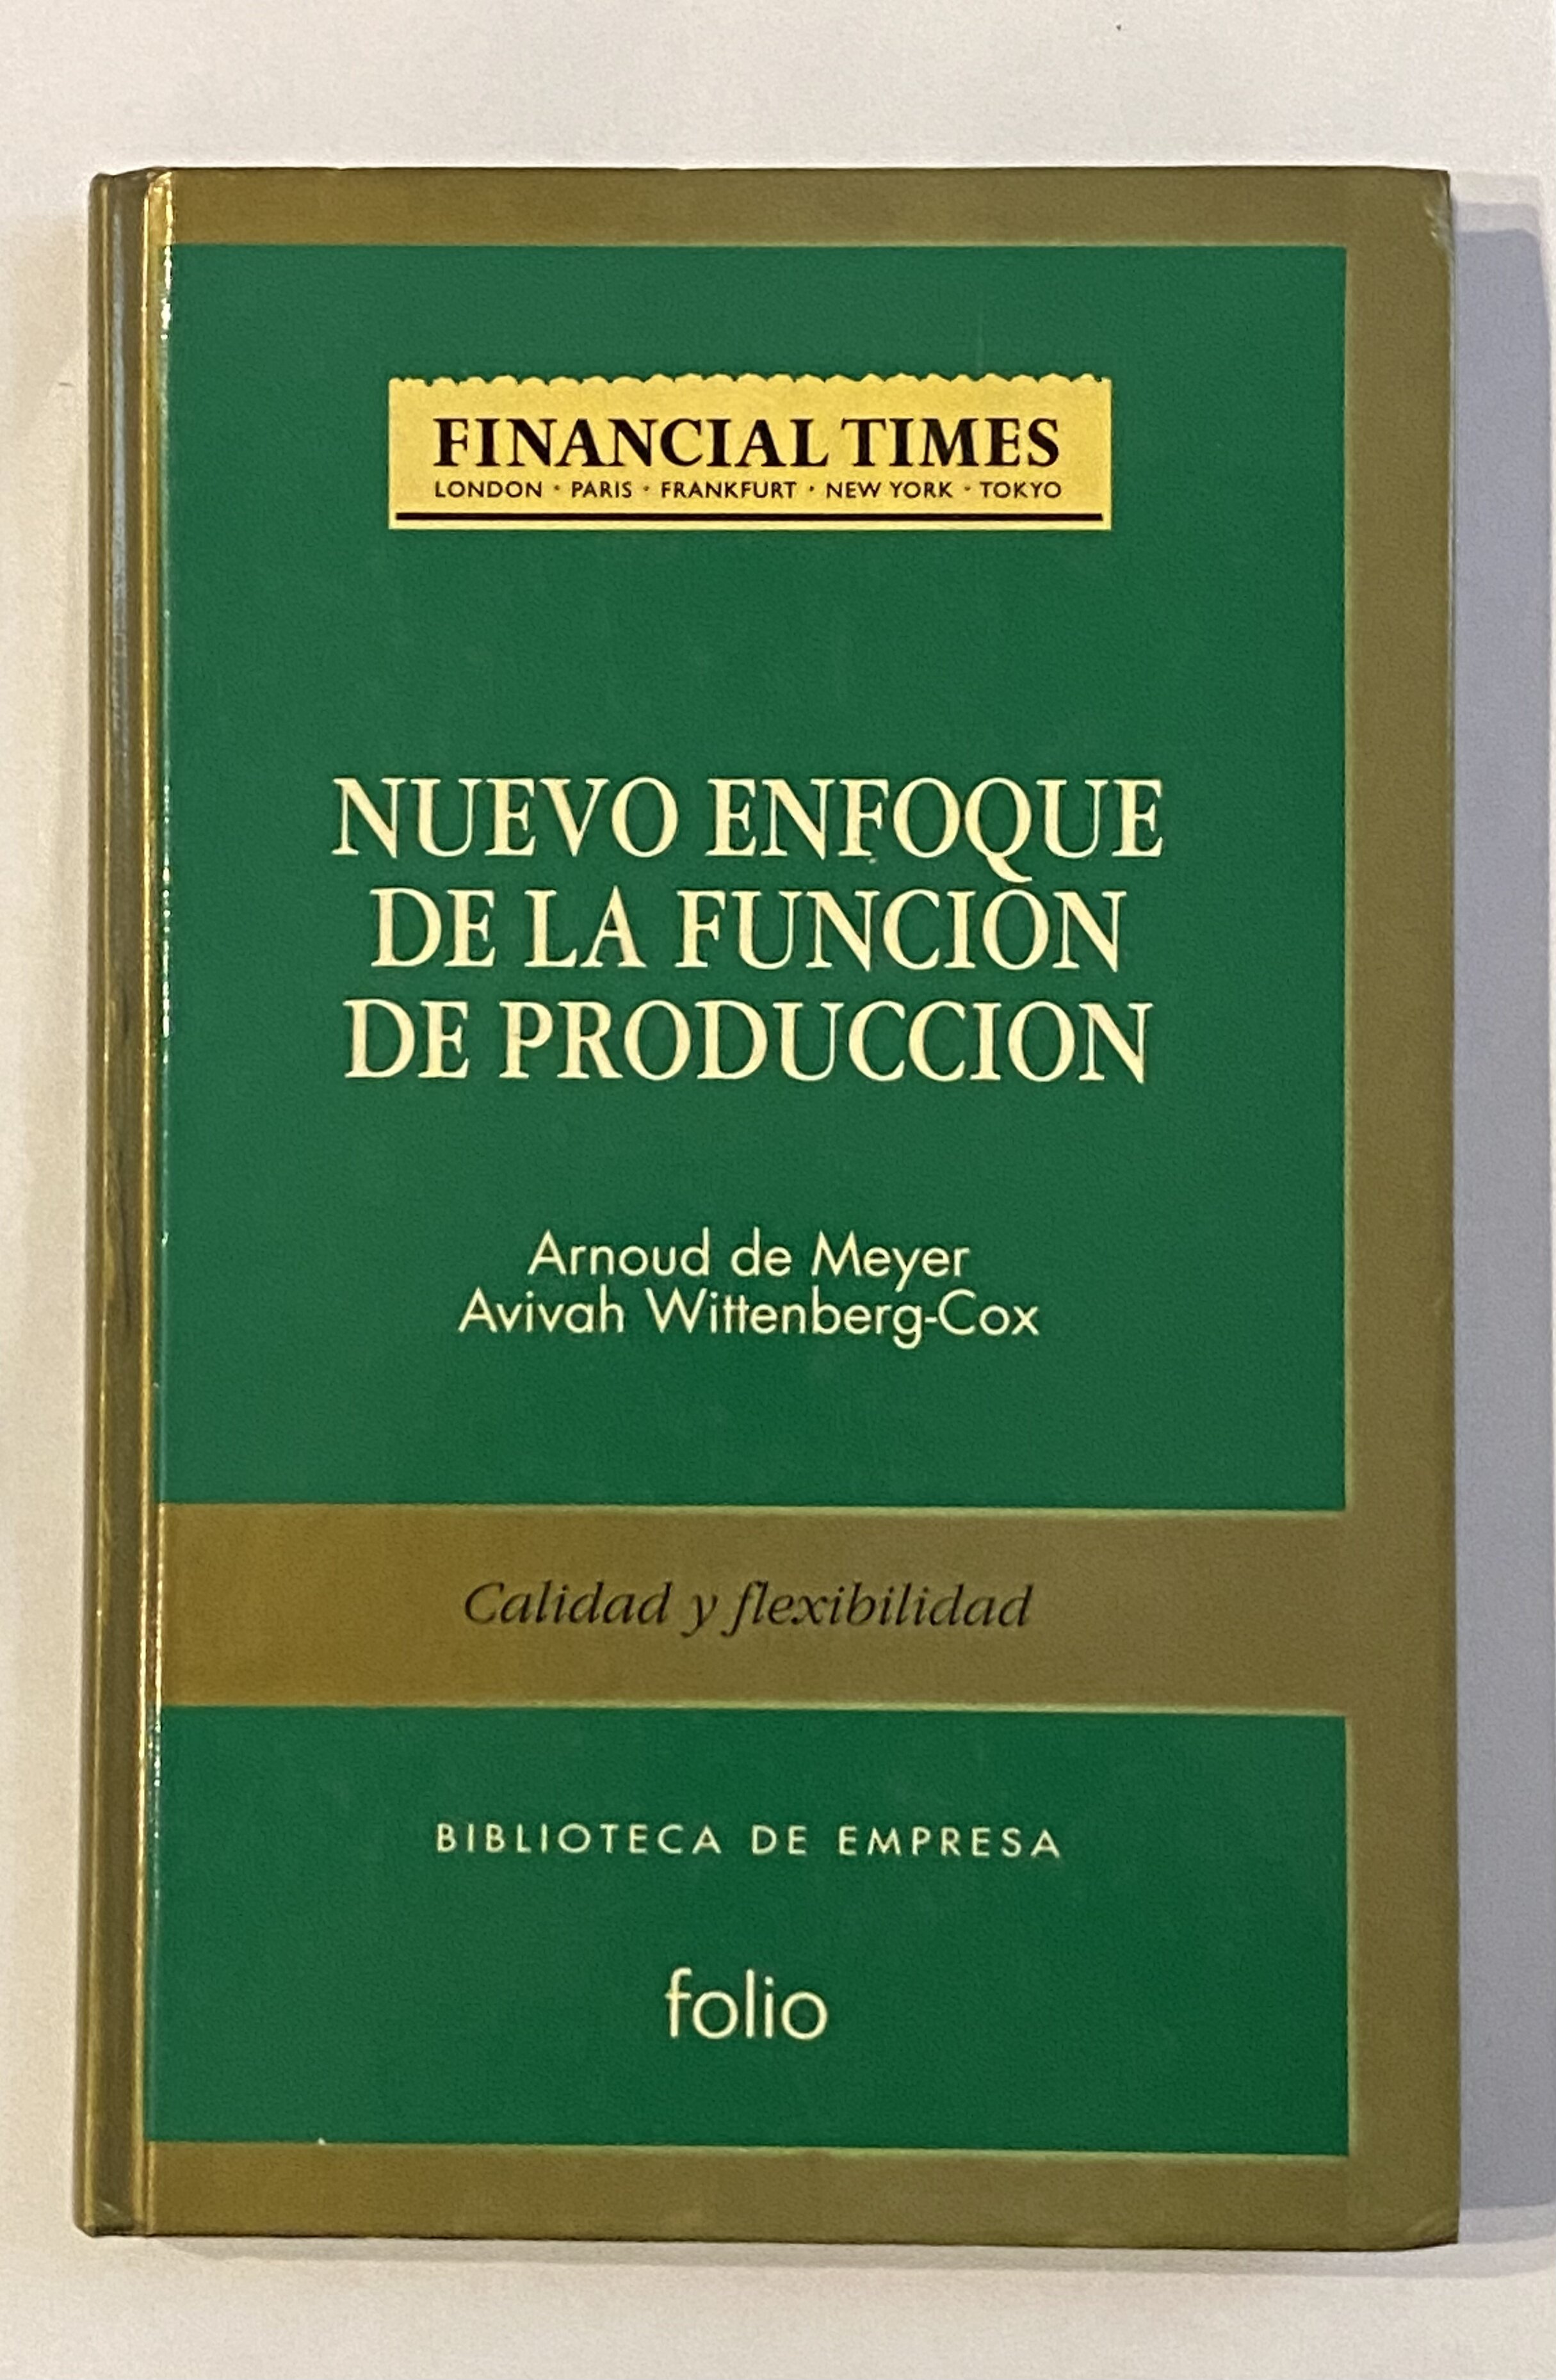 FINANCIAL TIMES
LONDON • PARIS • FRANKFURT • NEW YORK • TOKYO
NUEVO ENFOQUE
DE LA FUNCION
DE PRODUCCION
Arnoud de Meyer
Avivah Wittenberg-Cox
Calidad y flexibilidad
BIBLIOTECA DE EMPRESA
folio